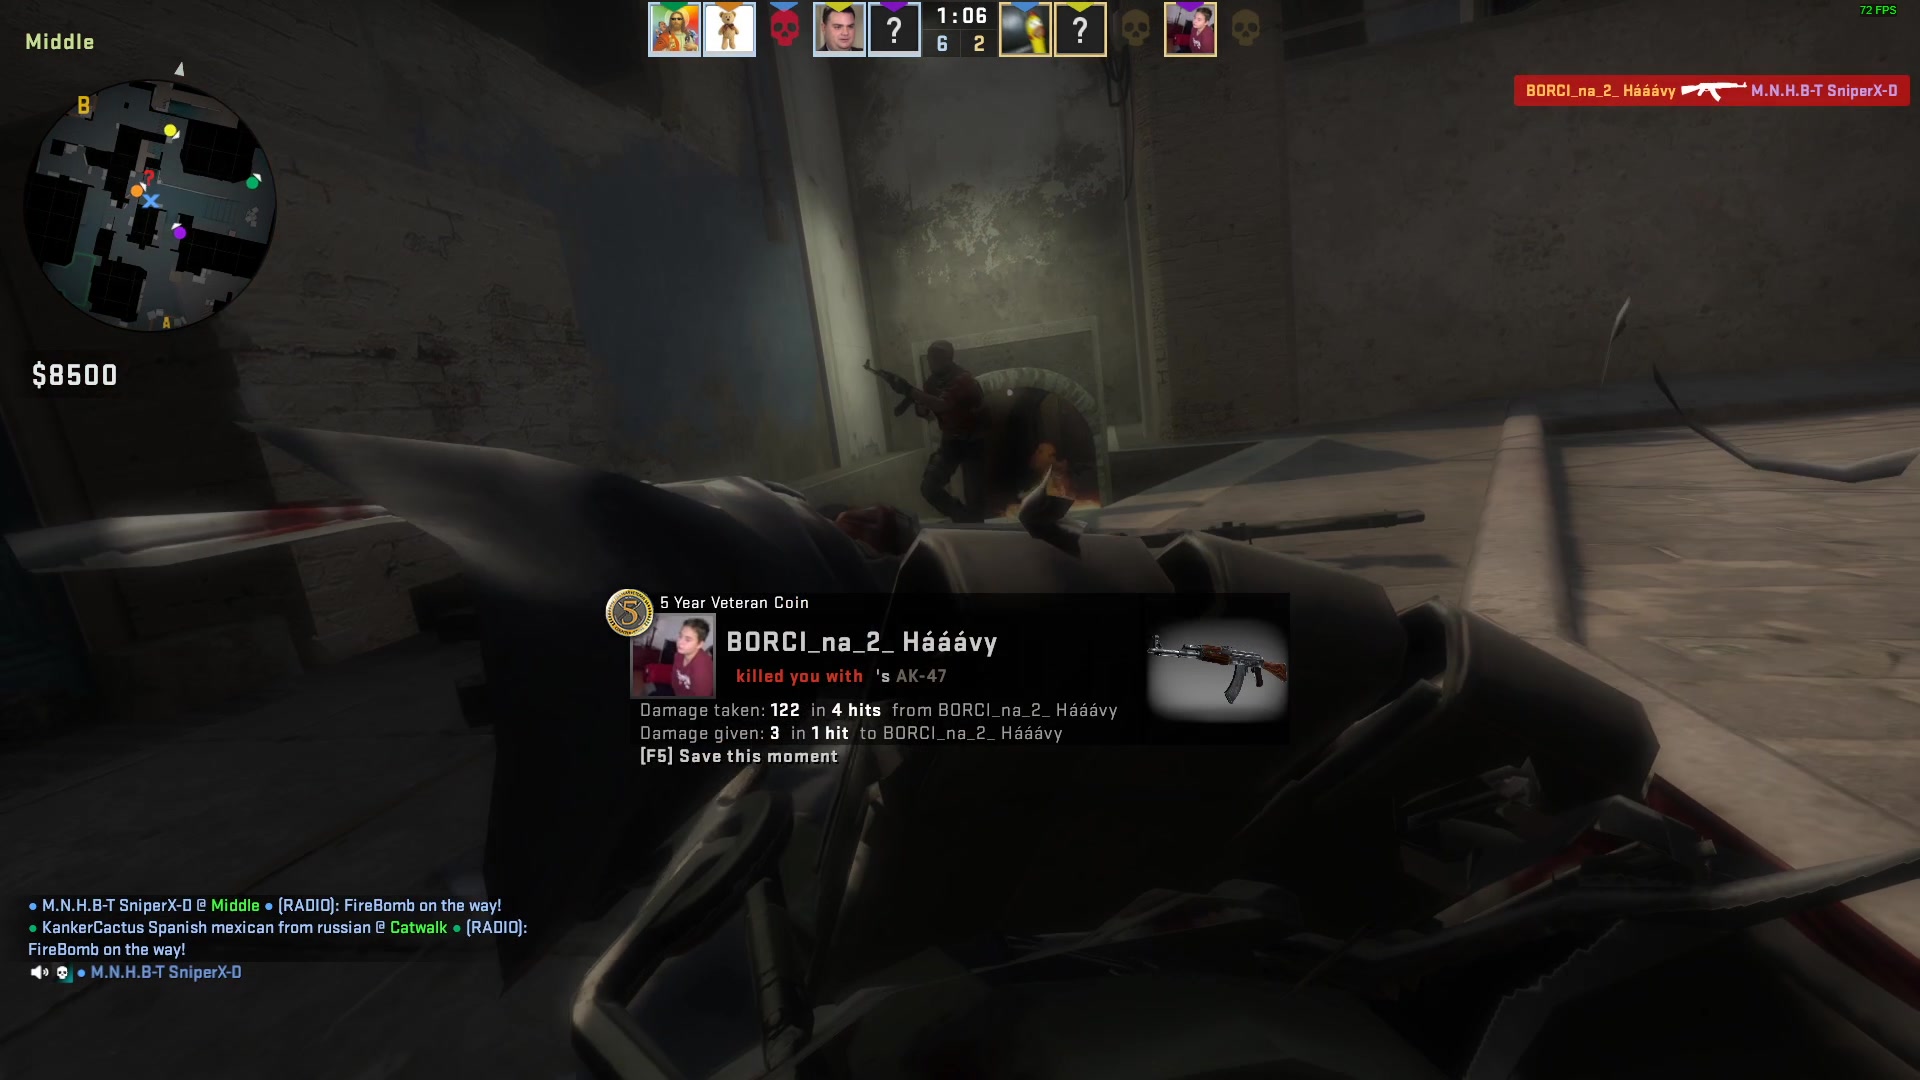 72 FPS
Middle
?
1:06
6 2
?
B
BORCI_na_2_ Hááávy M.N.H.B-T SniperX-D
?
X
A
$8500
5 Year Veteran Coin
5
BORCI_na_2_ Hááávy
killed you with 's AK-47
Damage taken: 122 in 4 hits from BORCI_na_2_ Hááávy
Damage given: 3 in 1 hit to BORCI_na_2_ Hááávy
[F5] Save this moment
M.N.H.B-T SniperX-D @ Middle (RADIO): FireBomb on the way!
KankerCactus Spanish mexican from russian @ Catwalk (RADIO):
FireBomb on the way!
M.N.H.B-T SniperX-D